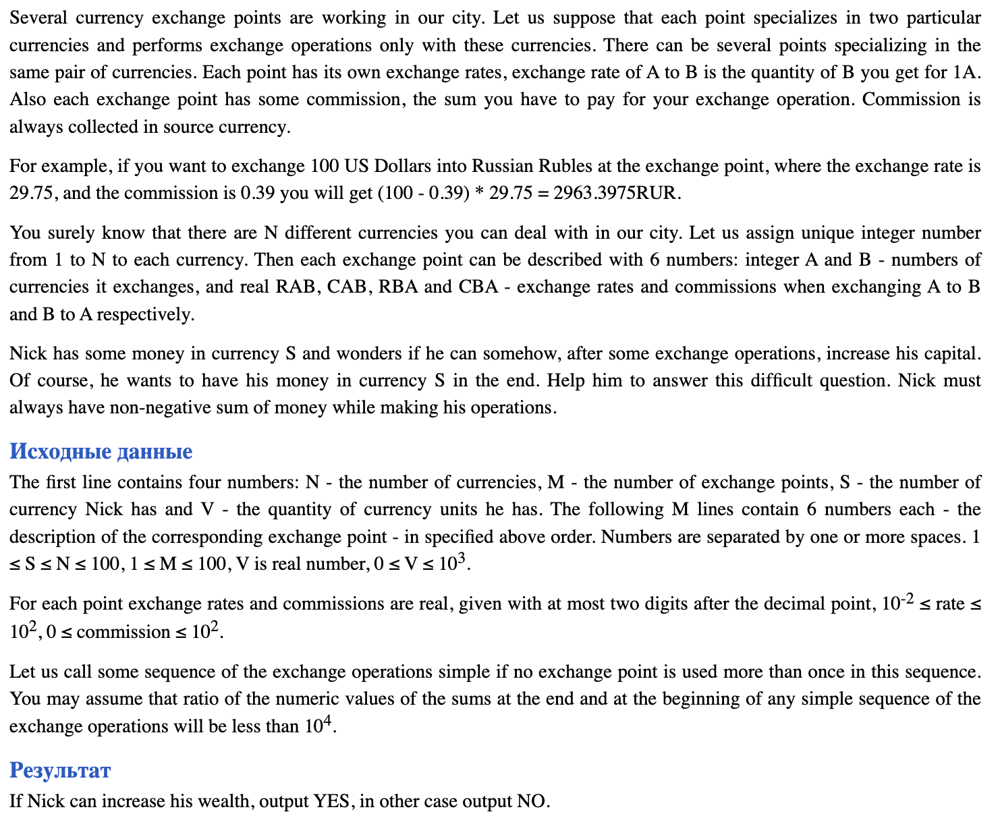 Several currency exchange points are working in our city. Let us suppose that each point specializes in two particular
currencies and performs exchange operations only with these currencies. There can be several points specializing in the
same pair of currencies. Each point has its own exchange rates, exchange rate of A to B is the quantity of B you get for 1A.
Also each exchange point has some commission, the sum you have to pay for your exchange operation. Commission is
always collected in source currency.
For example, if you want to exchange 100 US Dollars into Russian Rubles at the exchange point, where the exchange rate is
29.75, and the commission is 0.39 you will get (100 - 0.39) * 29.75 = 2963.3975RUR.
You surely know that there are N different currencies you can deal with in our city. Let us assign unique integer number
from 1 to N to each currency. Then each exchange point can be described with 6 numbers: integer A and B - numbers of
currencies it exchanges, and real RAB, CAB, RBA and CBA - exchange rates and commissions when exchanging A to B
and B to A respectively.
Nick has some money in currency S and wonders if he can somehow, after some exchange operations, increase his capital.
Of course, he wants to have his money in currency S in the end. Help him to answer this difficult question. Nick must
always have non-negative sum of money while making his operations.
Исходные данные
The first line contains four numbers: N - the number of currencies, M - the number of exchange points, S - the number of
currency Nick has and V - the quantity of currency units he has. The following M lines contain 6 numbers each - the
description of the corresponding exchange point - in specified above order. Numbers are separated by one or more spaces. 1
≤ S ≤ N ≤ 100, 1 ≤ M ≤ 100, V is real number, 0 ≤ V ≤ 10³.
For each point exchange rates and commissions are real, given with at most two digits after the decimal point, 10⁻² ≤ rate ≤
10², 0 ≤ commission ≤ 10².
Let us call some sequence of the exchange operations simple if no exchange point is used more than once in this sequence.
You may assume that ratio of the numeric values of the sums at the end and at the beginning of any simple sequence of the
exchange operations will be less than 10⁴.
Результат
If Nick can increase his wealth, output YES, in other case output NO.